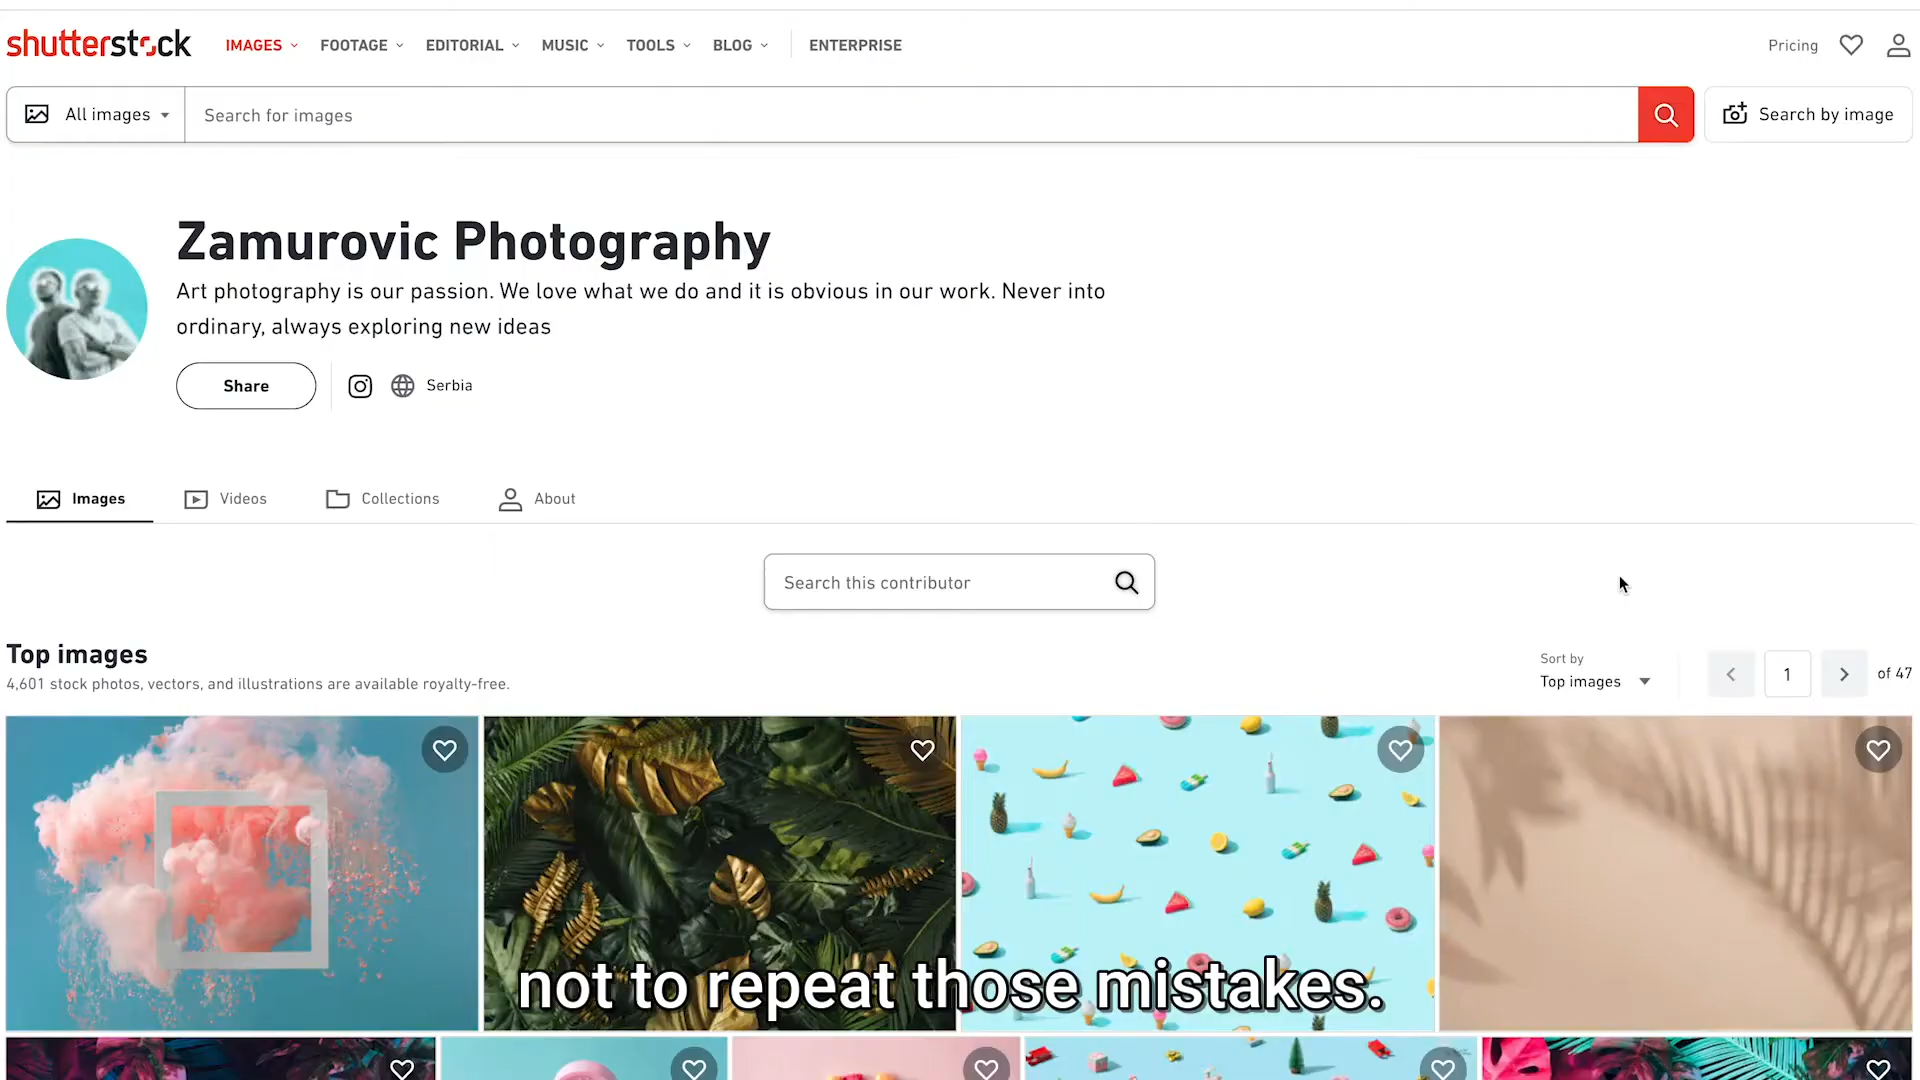 shutterstock
IMAGES
FOOTAGE
EDITORIAL
MUSIC
TOOLS
BLOG
ENTERPRISE
Pricing
All images
Search for images
Search by image
Zamurovic Photography
Art photography is our passion. We love what we do and it is obvious in our work. Never into
ordinary, always exploring new ideas
Share
Serbia
Images
Videos
Collections
About
Search this contributor
Top images
4,601 stock photos, vectors, and illustrations are available royalty-free.
Sort by
Top images
1
of 47
not to repeat those mistakes.